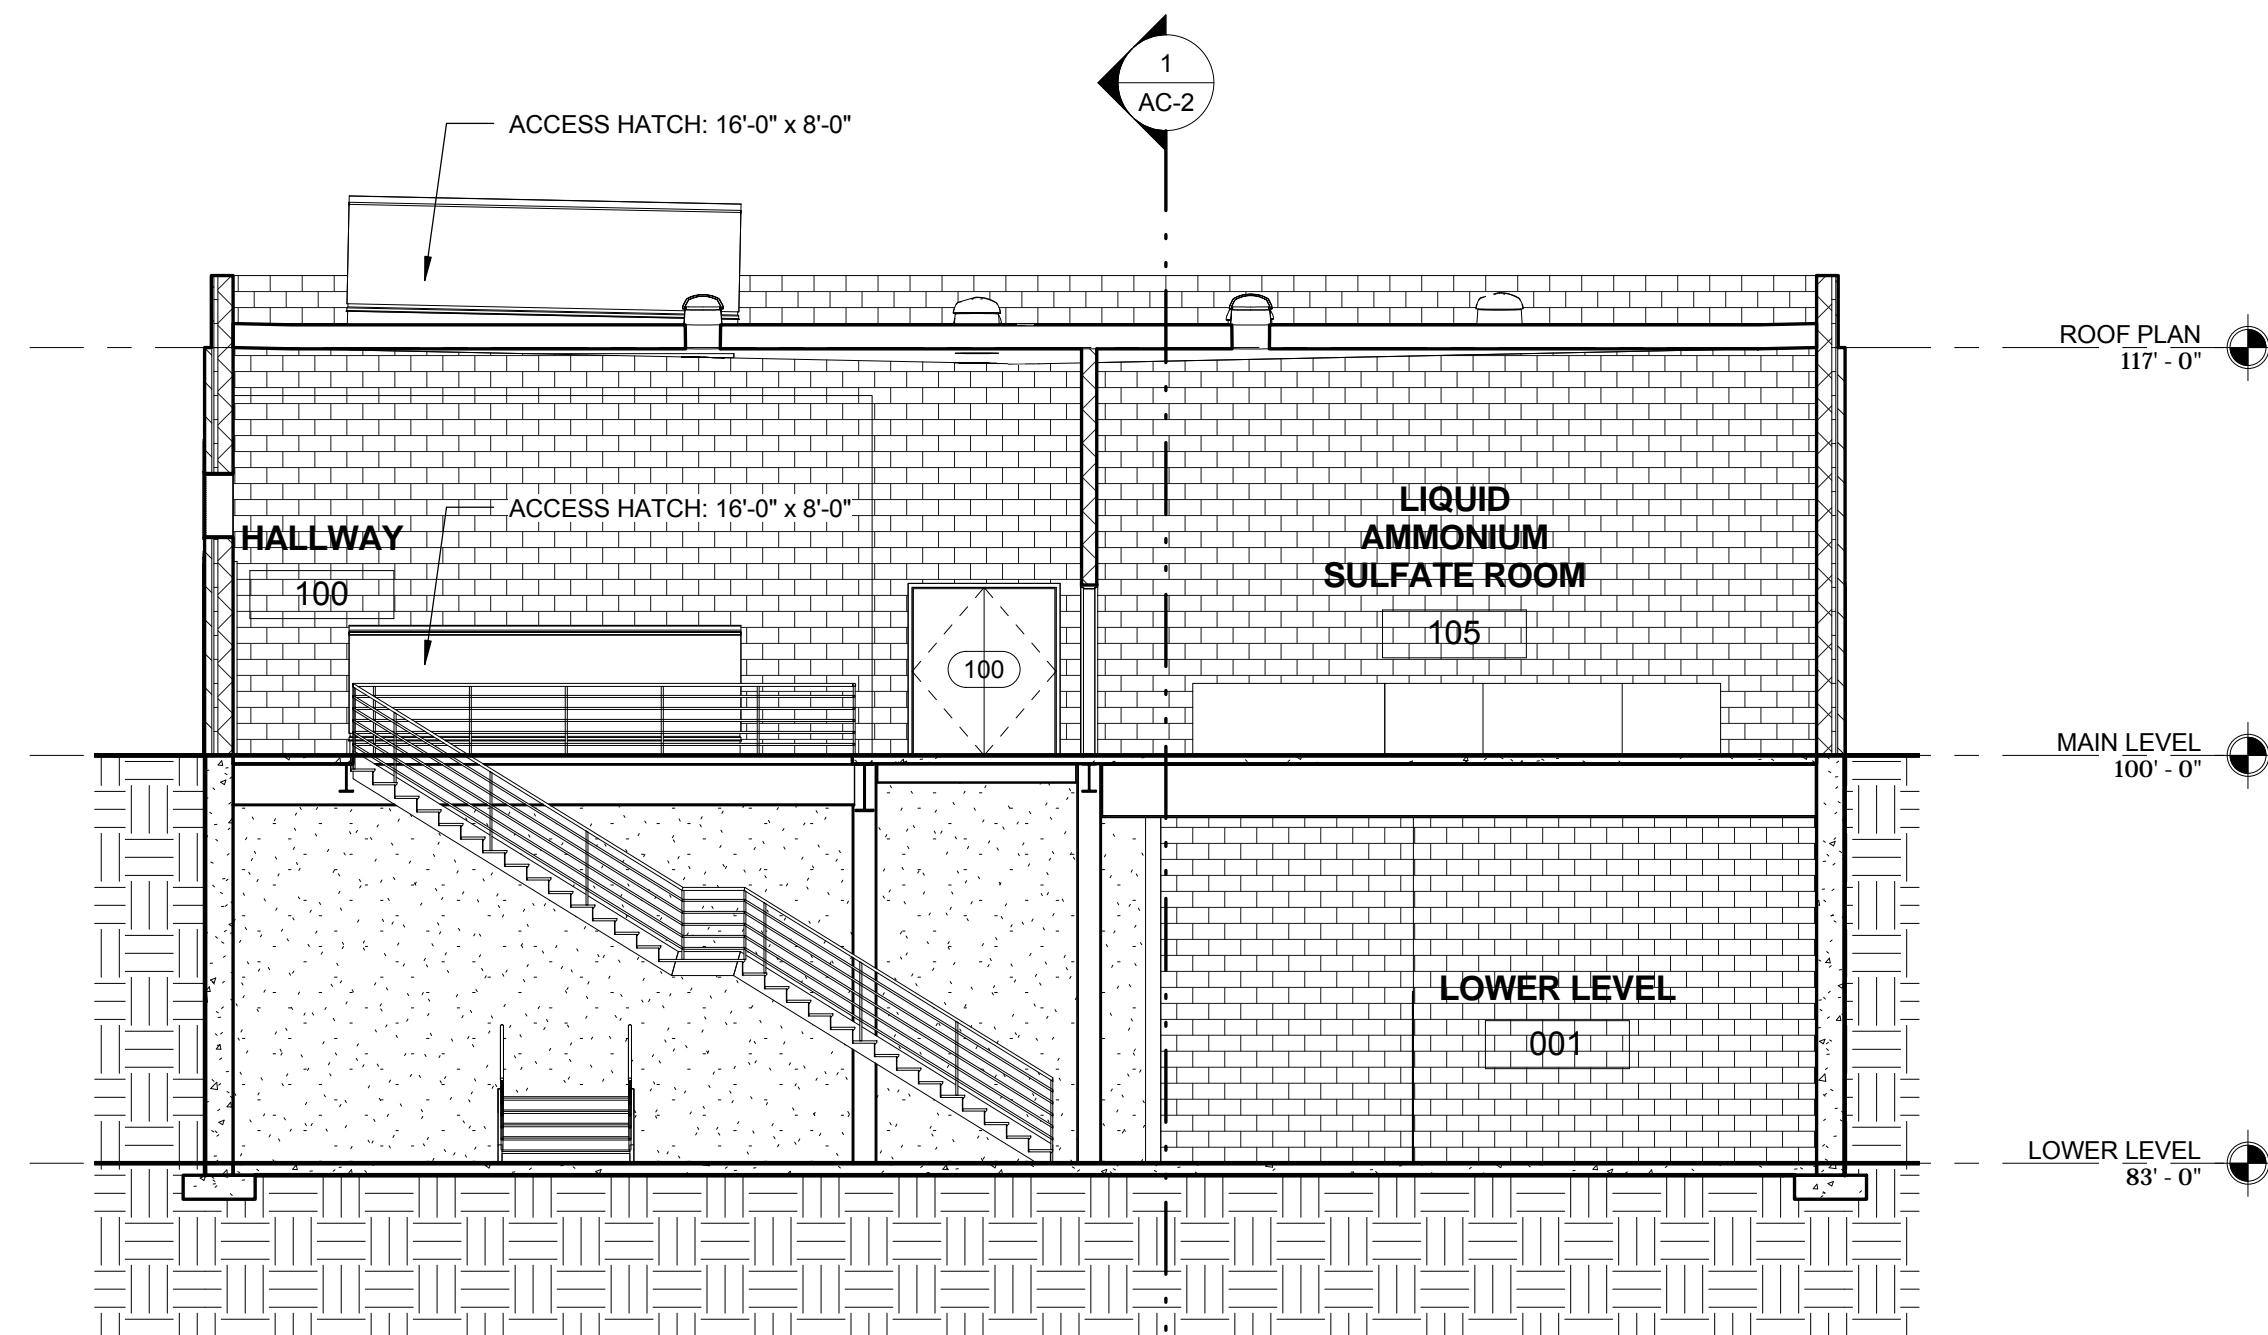 1
AC-2
ACCESS HATCH: 16'-0" x 8'-0"
ROOF PLAN
117' - 0"
ACCESS HATCH: 16'-0" x 8'-0"
HALLWAY
100
LIQUID
AMMONIUM
SULFATE ROOM
105
100
MAIN LEVEL
100' - 0"
LOWER LEVEL
001
LOWER LEVEL
83' - 0"